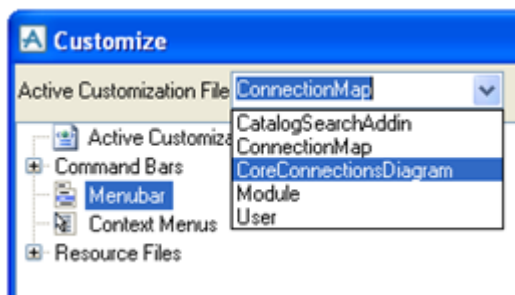 Customize
Active Customization File ConnectionMap
CatalogSearchAddin
Active Customiza
ConnectionMap
Command Bars
CoreConnectionsDiagram
Menubar
Module
Context Menus
User
Resource Files